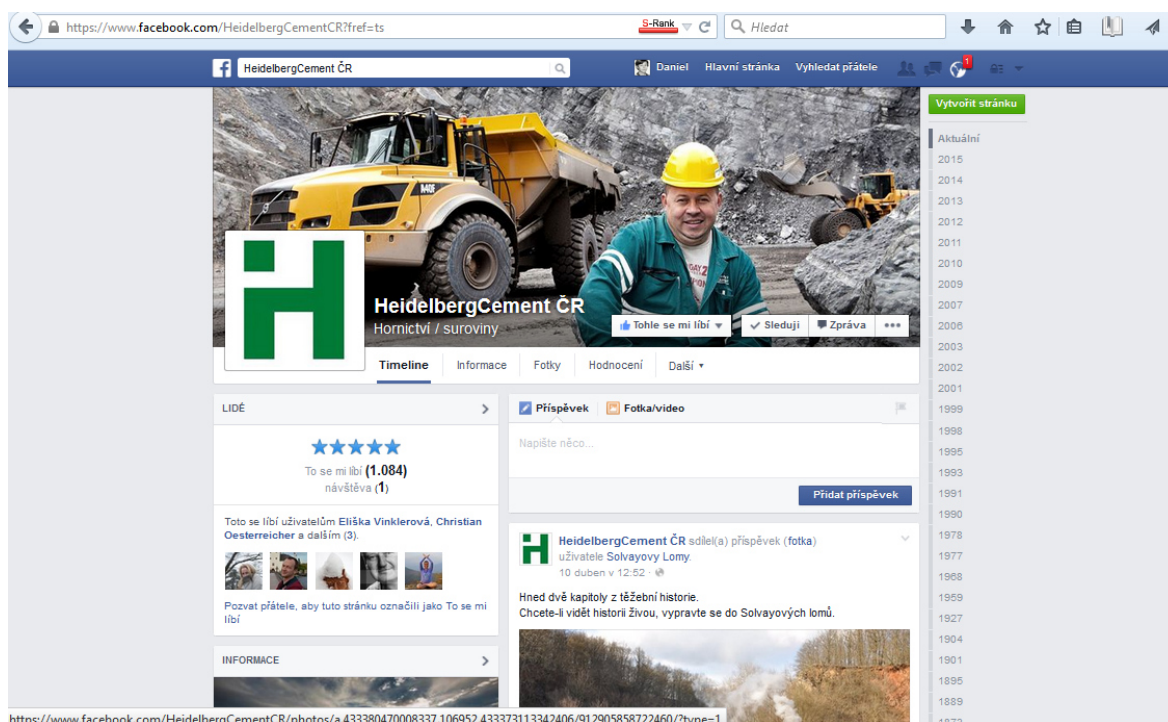 https://www.facebook.com/HeidelbergCementCR?fref=ts
S-Rank
Hledat
HeidelbergCement ČR
Daniel
Hlavní stránka
Vyhledat přátele
1
Vytvořit stránku
A40F
HeidelbergCement ČR
Hornictví / suroviny
Tohle se mi líbí
Sleduji
Zpráva
Timeline
Informace
Fotky
Hodnocení
Další
LIDÉ
To se mi líbí (1.084)
návštěva (1)
Toto se líbí uživatelům Eliška Vinklerová, Christian
Oesterreicher a dalším (3).
Pozvat přátele, aby tuto stránku označili jako To se mi
líbí
INFORMACE
Příspěvek
Fotka/video
Napište něco...
Přidat příspěvek
HeidelbergCement ČR sdílel(a) příspěvek (fotka)
uživatele Solvayovy Lomy.
10 duben v 12:52
Hned dvě kapitoly z těžební historie.
Chcete-li vidět historii živou, vypravte se do Solvayových lomů.
Aktuální
2015
2014
2013
2012
2011
2010
2009
2007
2006
2003
2002
2001
1999
1998
1995
1993
1991
1990
1978
1977
1968
1959
1927
1904
1901
1895
1889
https://www.facebook.com/HeidelbergCementCR/photos/a.433380470008337.106952.433373113342406/912905858722460/?type=1